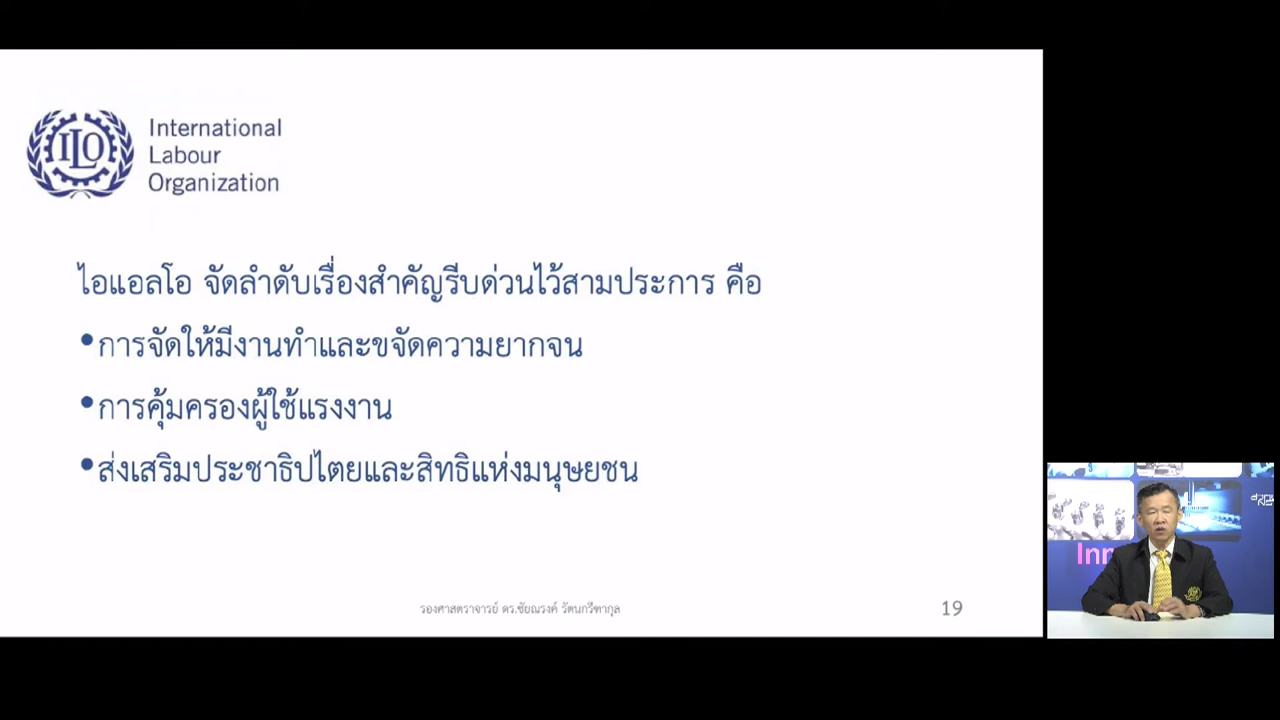 ILO
International
Labour
Organization
ไอแอลโอ จัดลำดับเรื่องสำคัญรีบด่วนไว้สามประการ คือ
•การจัดให้มีงานทำและขจัดความยากจน
•การคุ้มครองผู้ใช้แรงงาน
•ส่งเสริมประชาธิปไตยและสิทธิแห่งมนุษยชน
รองศาสตราจารย์ ดร.ชัยณรงค์ รัตนกรีฑากุล
19
Inn